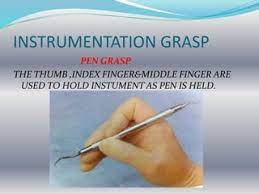 INSTRUMENTATION GRASP
PEN GRASP
THE THUMB ,INDEX FINGER&MIDDLE FINGER ARE
USED TO HOLD INSTUMENT AS PEN IS HELD.